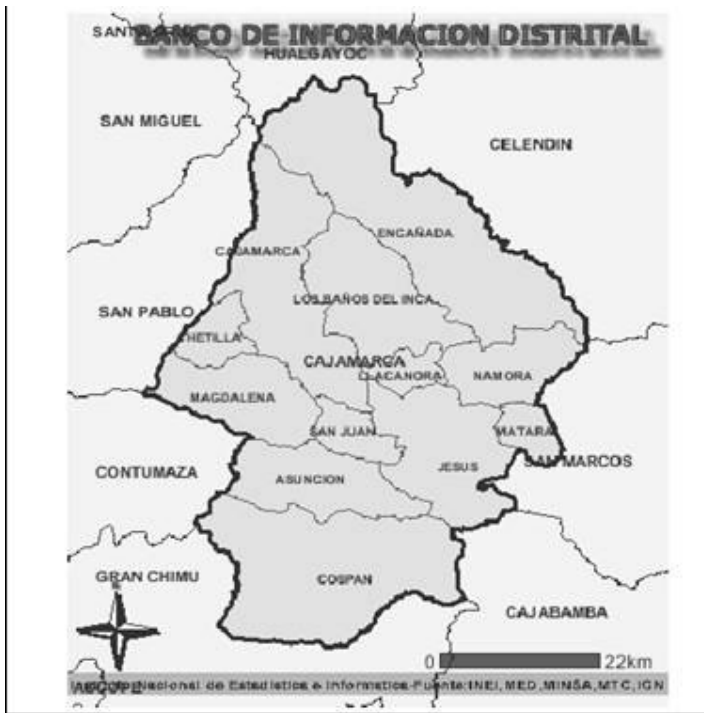 BANCO DE INFORMACION DISTRITAL
HUALGAYOC
SAN MIGUEL
CELENDIN
ENCAÑADA
CAJAMARCA
LOS BAÑOS DEL INCA
SAN PABLO
CHETILLA
CAJAMARCA
LLACANORA
NAMORA
MAGDALENA
SAN JUAN
MATARA
CONTUMAZA
ASUNCION
JESUS
SAN MARCOS
GRAN CHIMU
COSPAN
CAJABAMBA
0 22km
Nacional de Estadistica e Informatica-Fuente:INEI,MED,MINSA,MTC,IGN